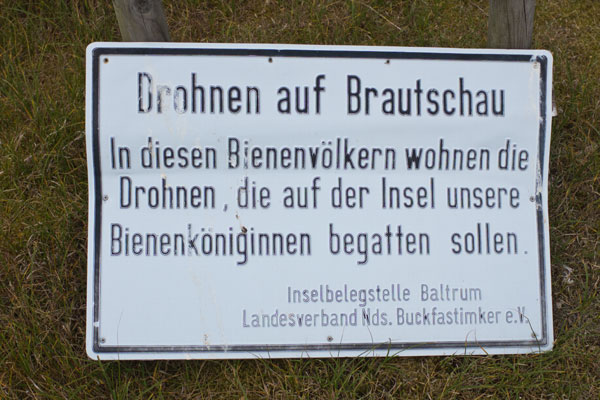 Drohnen auf Brautschau
In diesen Bienenvölkern wohnen die
Drohnen, die auf der Insel unsere
Bienenköniginnen begatten sollen.
Inselbelegstelle Baltrum
Landesverband Nds. Buckfastimker e.V.